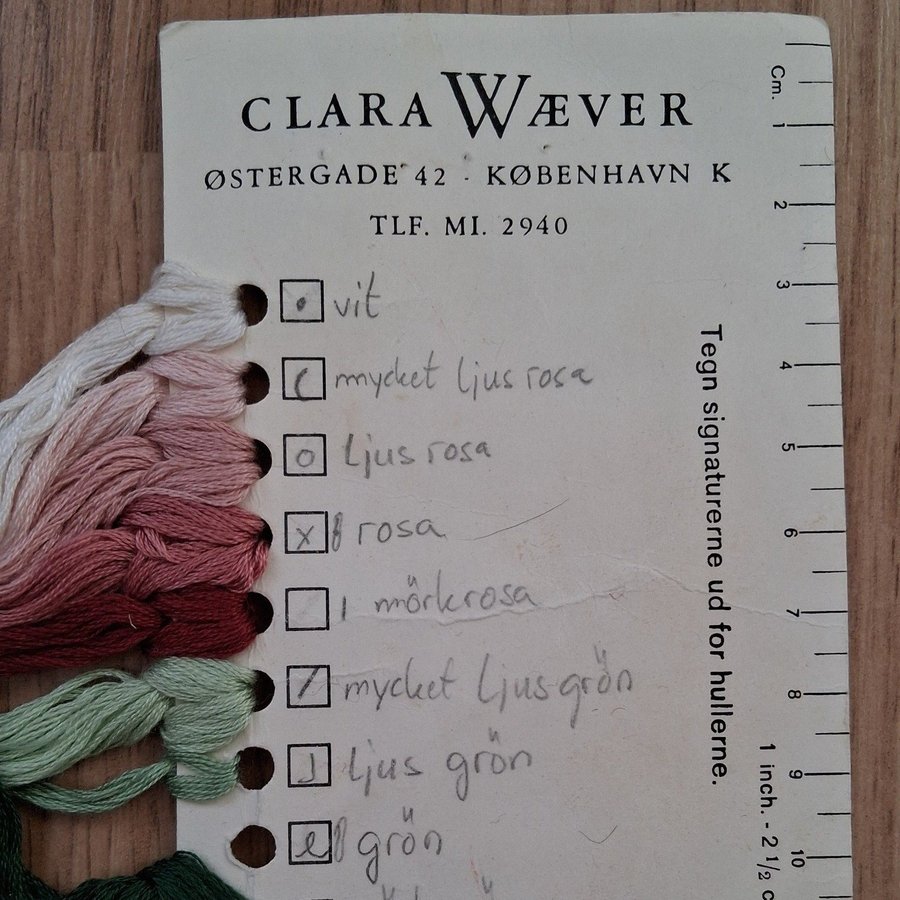 CLARA WÆVER
ØSTERGADE 42 · KØBENHAVN K
TLF. MI. 2940
• vit
( mycket ljus rosa
o ljus rosa
x rosa
mörkrosa
/ mycket ljusgrön
J ljus grön
e grön
Tegn signaturerne ud for hullerne.
Cm. 1 2 3 4 5 6 7 8 9 10
1 inch. - 2 1/2 c